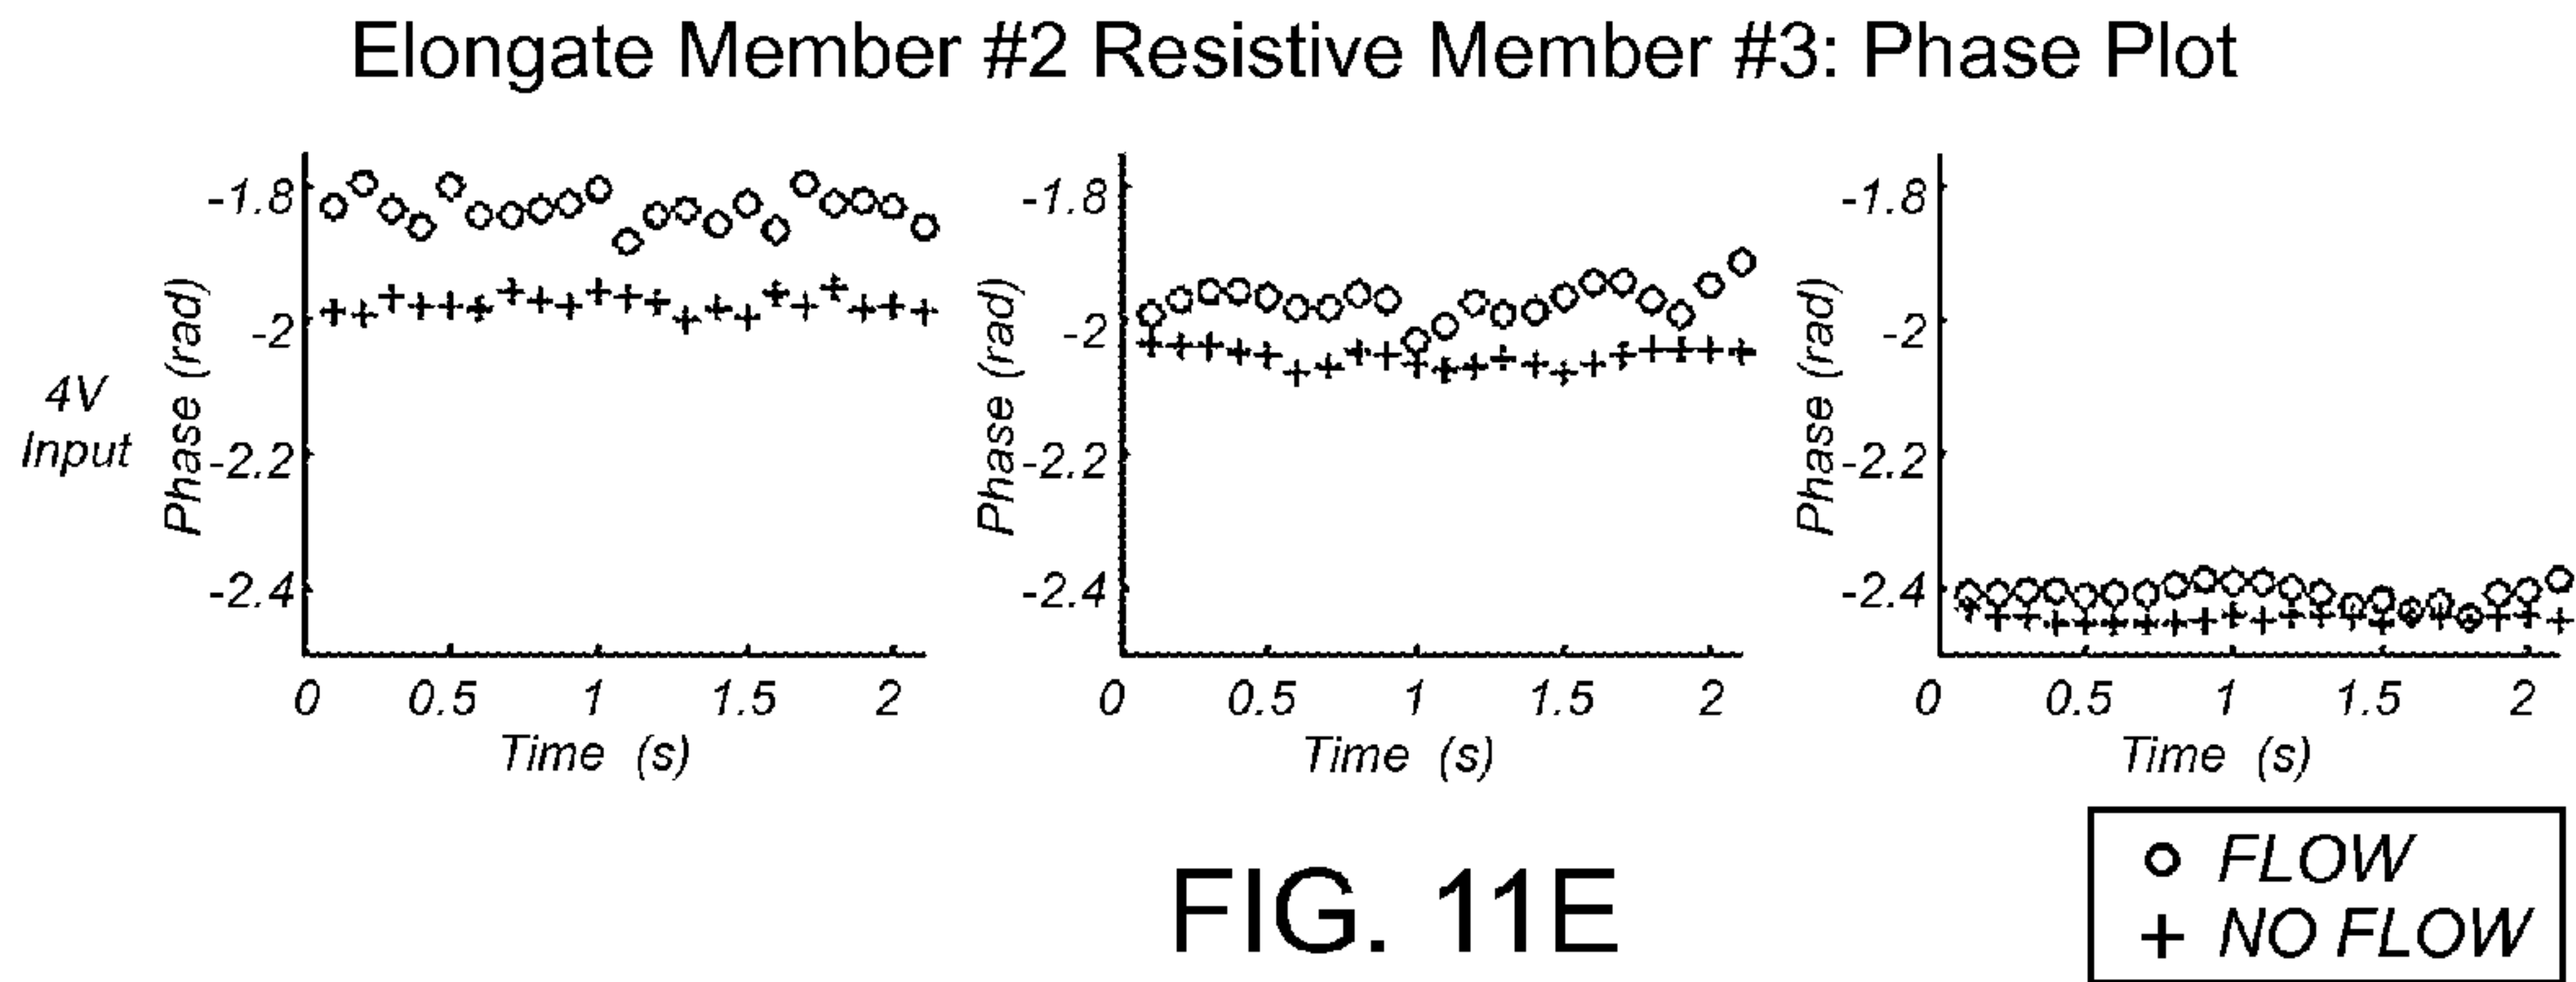 Elongate Member #2 Resistive Member #3: Phase Plot
4V
Input
Phase (rad)
-1.8
-2
-2.2
-2.4
0 0.5 1 1.5 2
Time (s)
Phase (rad)
-1.8
-2
-2.2
-2.4
0 0.5 1 1.5 2
Time (s)
Phase (rad)
-1.8
-2
-2.2
-2.4
0 0.5 1 1.5 2
Time (s)
FIG. 11E
FLOW
NO FLOW